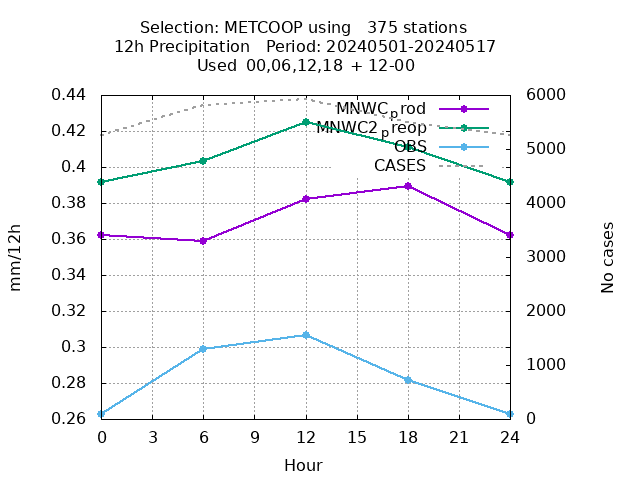 Selection: METCOOP using   375 stations
12h Precipitation   Period: 20240501-20240517
Used  00,06,12,18  + 12-00
0.44
0.42
0.4
0.38
0.36
0.34
0.32
0.3
0.28
0.26
mm/12h
MNWC_prod
MNWC2_preop
OBS
CASES
6000
5000
4000
3000
2000
1000
0
No cases
0 3 6 9 12 15 18 21 24
Hour